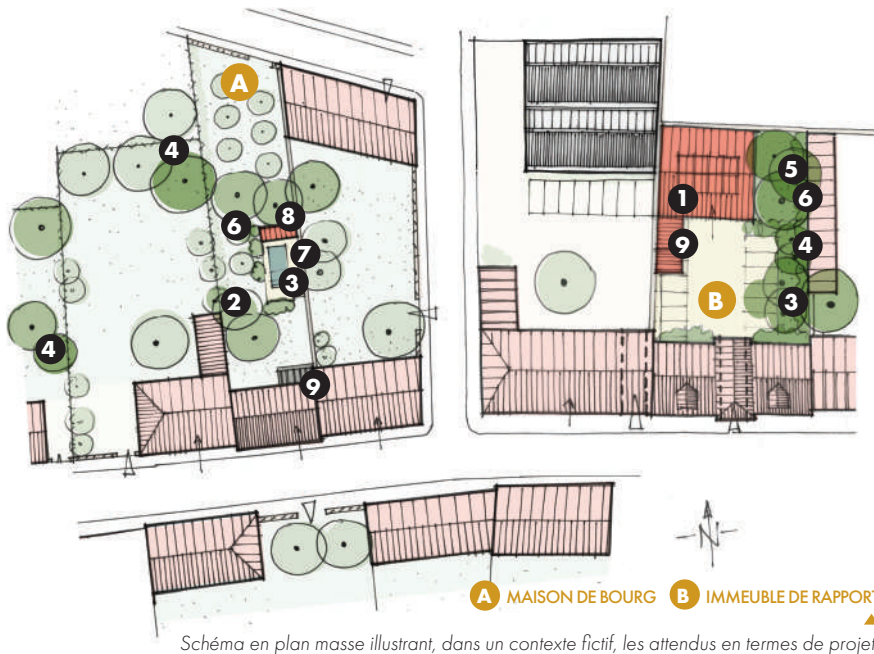 A
4
8
6
7
2
3
4
9
5
1
6
9
4
B
3
N
A MAISON DE BOURG B IMMEUBLE DE RAPPORT
Schéma en plan masse illustrant, dans un contexte fictif, les attendus en termes de projet